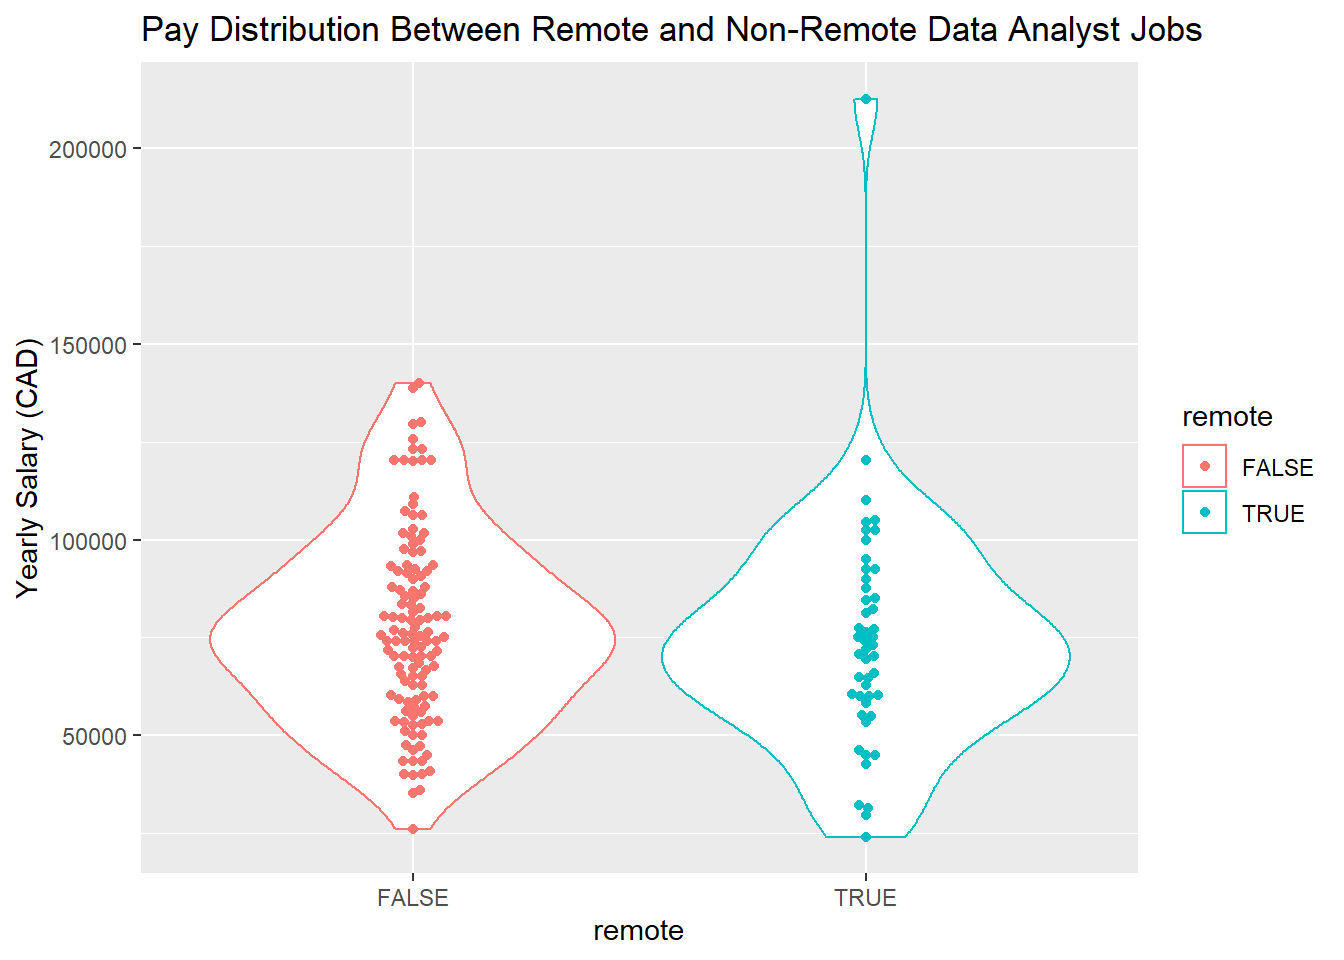 Pay Distribution Between Remote and Non-Remote Data Analyst Jobs
Yearly Salary (CAD)
200000
150000
100000
50000
FALSE
TRUE
remote
remote
FALSE
TRUE